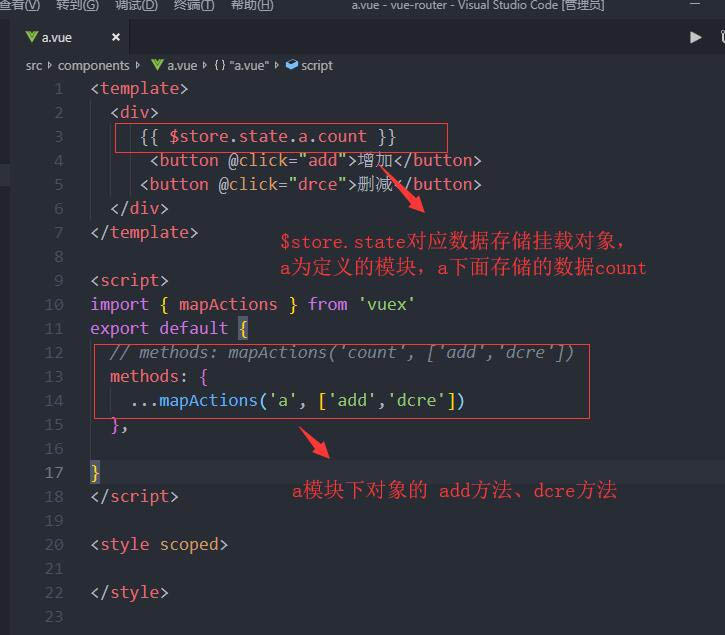 查看(V) 转到(G) 调试(D) 终端(T) 帮助(H) a.vue - vue-router - Visual Studio Code [管理员]
a.vue ×
src components a.vue {} "a.vue" script
1 <template>
2 <div>
3 {{ $store.state.a.count }}
4 <button @click="add">增加</button>
5 <button @click="drce">删减</button>
6 </div>
7 </template>
$store.state对应数据存储挂载对象，
8
a为定义的模块，a下面存储的数据count
9 <script>
10 import { mapActions } from 'vuex'
11 export default {
12 // methods: mapActions('count', ['add','dcre'])
13 methods: {
14 ...mapActions('a', ['add','dcre'])
15 },
16
17 }
18 </script>
a模块下对象的 add方法、dcre方法
19
20 <style scoped>
21
22 </style>
23